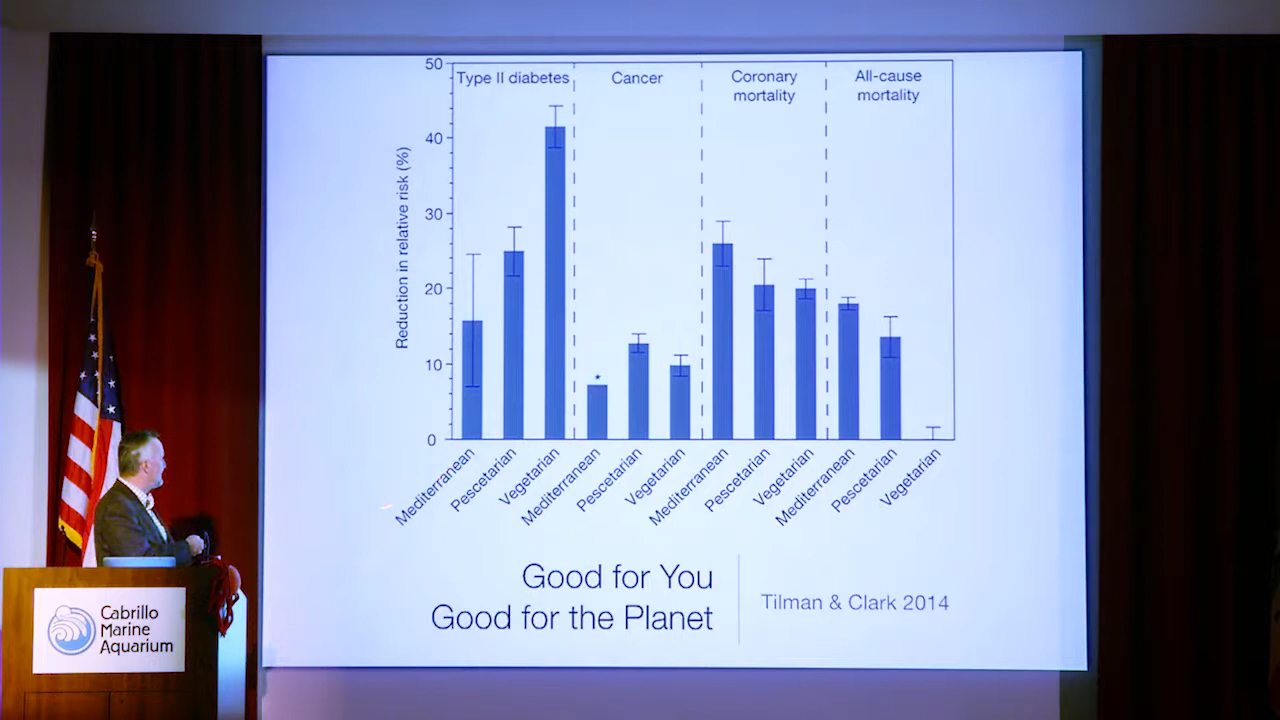 50
Type II diabetes
Cancer
Coronary
mortality
All-cause
mortality
40
30
20
10
0
Reduction in relative risk (%)
*
Mediterranean
Pescetarian
Vegetarian
Mediterranean
Pescetarian
Vegetarian
Mediterranean
Pescetarian
Vegetarian
Mediterranean
Pescetarian
Vegetarian
Good for You
Good for the Planet
Tilman & Clark 2014
Cabrillo
Marine
Aquarium